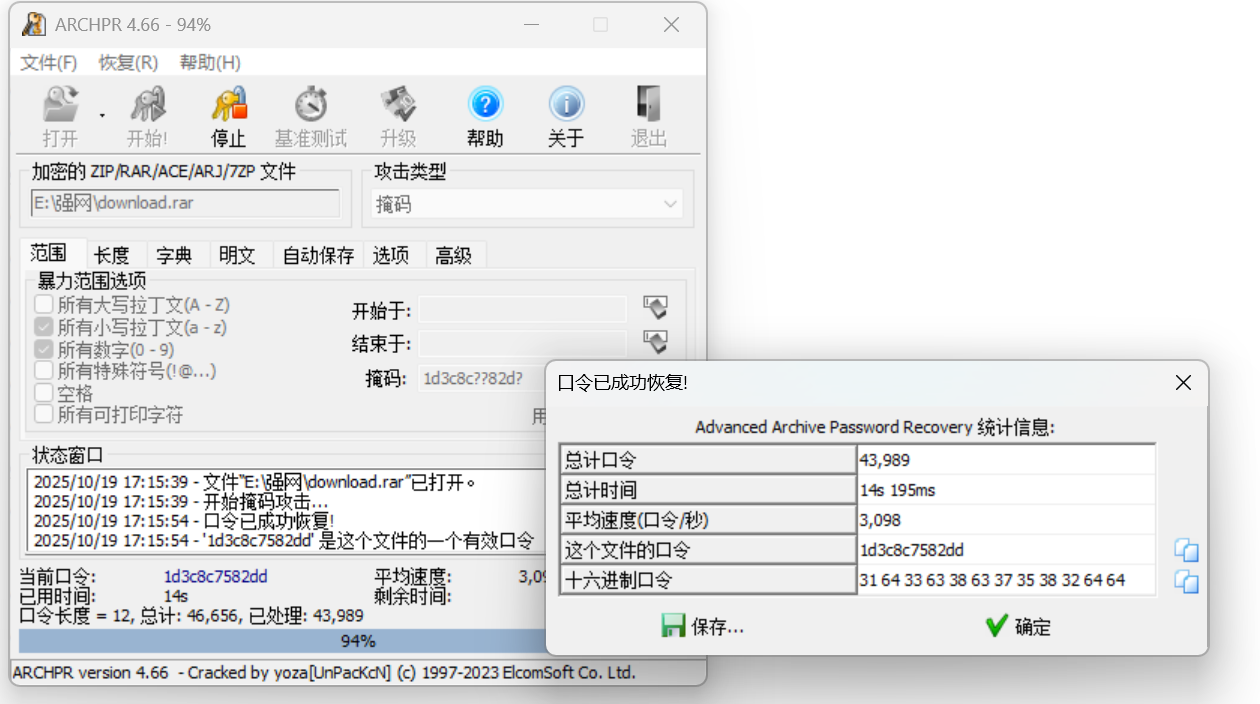 ARCHPR 4.66 - 94%
文件(F) 恢复(R) 帮助(H)
打开 开始! 停止 基准测试 升级 帮助 关于 退出
加密的 ZIP/RAR/ACE/ARJ/7ZP 文件
E:\强网\download.rar
攻击类型
掩码
范围 长度 字典 明文 自动保存 选项 高级
暴力范围选项
所有大写拉丁文(A - Z)
所有小写拉丁文(a - z)
所有数字(0 - 9)
所有特殊符号(!@...)
空格
所有可打印字符
开始于:
结束于:
掩码: 1d3c8c??82d?
用
状态窗口
2025/10/19 17:15:39 - 文件"E:\强网\download.rar"已打开。
2025/10/19 17:15:39 - 开始掩码攻击...
2025/10/19 17:15:54 - 口令已成功恢复!
2025/10/19 17:15:54 - '1d3c8c7582dd' 是这个文件的一个有效口令
当前口令: 1d3c8c7582dd 平均速度: 3,09
已用时间: 14s 剩余时间:
口令长度 = 12, 总计: 46,656, 已处理: 43,989
94%
ARCHPR version 4.66 - Cracked by yoza[UnPacKcN] (c) 1997-2023 ElcomSoft Co. Ltd.
口令已成功恢复!
Advanced Archive Password Recovery 统计信息:
总计口令 43,989
总计时间 14s 195ms
平均速度(口令/秒) 3,098
这个文件的口令 1d3c8c7582dd
十六进制口令 31 64 33 63 38 63 37 35 38 32 64 64
保存... 确定